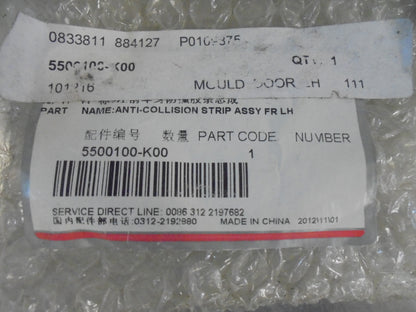 0833811 884127 P0109375
5500100-K00 QTY. 1
101216 MOULD DOOR LH 111
PART NAME:ANTI-COLLISION STRIP ASSY FR LH
配件编号 数量 PART CODE NUMBER
5500100-K00 1
SERVICE DIRECT LINE: 0086 312 2197682
国内配件部电话:0312-2192980 MADE IN CHINA 20121101